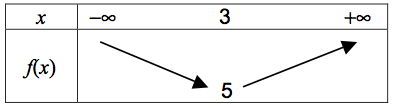 x −∞ 3 +∞
f(x)
5